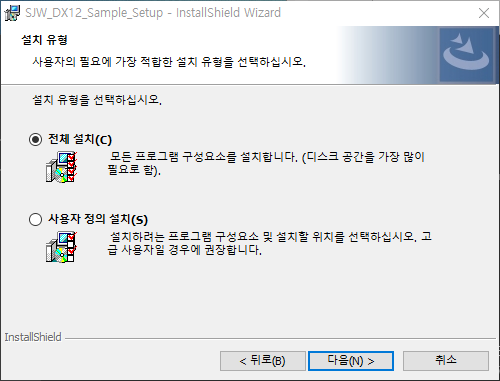 SJW_DX12_Sample_Setup - InstallShield Wizard
설치 유형
사용자의 필요에 가장 적합한 설치 유형을 선택하십시오.
설치 유형을 선택하십시오.
전체 설치(C)
모든 프로그램 구성요소를 설치합니다. (디스크 공간을 가장 많이
필요로 함).
사용자 정의 설치(S)
설치하려는 프로그램 구성요소 및 설치할 위치를 선택하십시오. 고
급 사용자일 경우에 권장합니다.
InstallShield
< 뒤로(B)
다음(N) >
취소